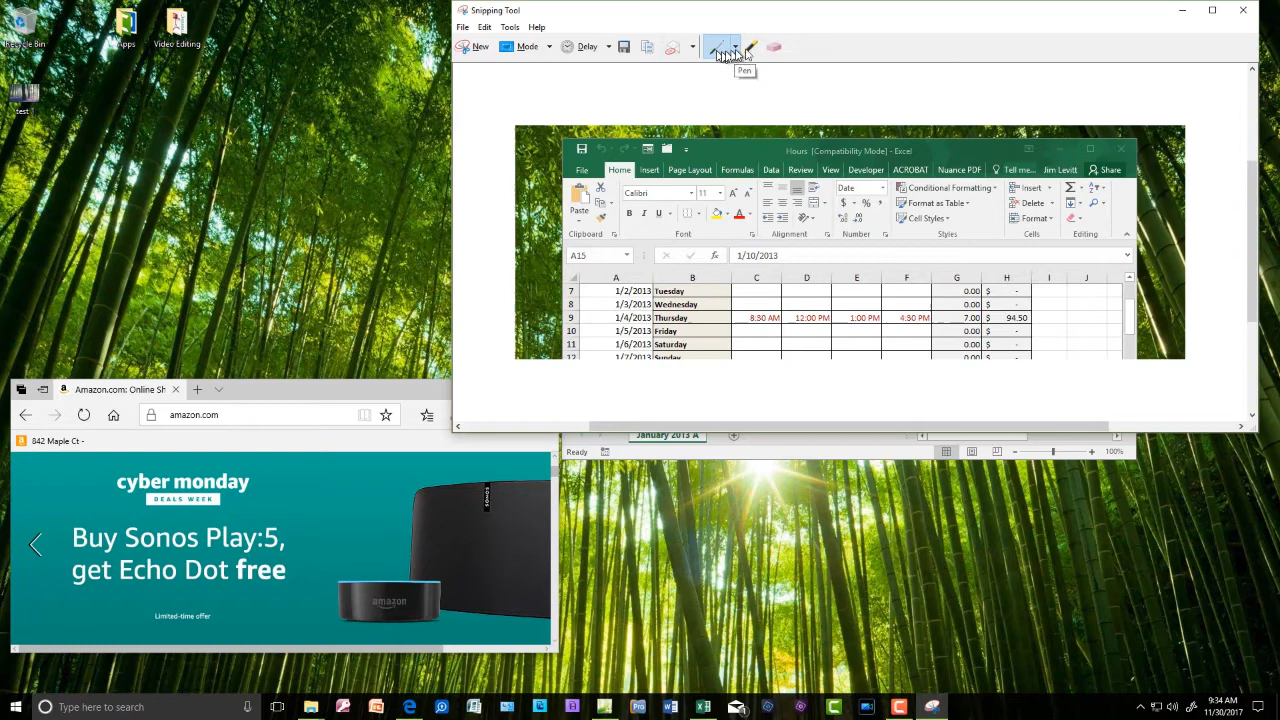 Recycle Bin
Apps
Video Editing
test
Snipping Tool
File Edit Tools Help
New Mode Delay
Pen
Hours [Compatibility Mode] - Excel
File Home Insert Page Layout Formulas Data Review View Developer ACROBAT Nuance PDF Tell me... Jim Levitt Share
Paste
Calibri 11
B I U
Date
$ % ,
Conditional Formatting
Format as Table
Cell Styles
Insert
Delete
Format
Clipboard Font Alignment Number Styles Cells Editing
A15 fx 1/10/2013
A B C D E F G H I J
7 1/2/2013 Tuesday 0.00 $ -
8 1/3/2013 Wednesday 0.00 $ -
9 1/4/2013 Thursday 8:30 AM 12:00 PM 1:00 PM 4:30 PM 7.00 $ 94.50
10 1/5/2013 Friday 0.00 $ -
11 1/6/2013 Saturday 0.00 $ -
12 1/7/2013 Sunday 0.00 $ -
January 2013 A
Ready 100%
Amazon.com: Online Sh
amazon.com
842 Maple Ct -
cyber monday
DEALS WEEK
Buy Sonos Play:5,
get Echo Dot free
Limited-time offer
SONOS
amazon
Type here to search
9:34 AM
11/30/2017